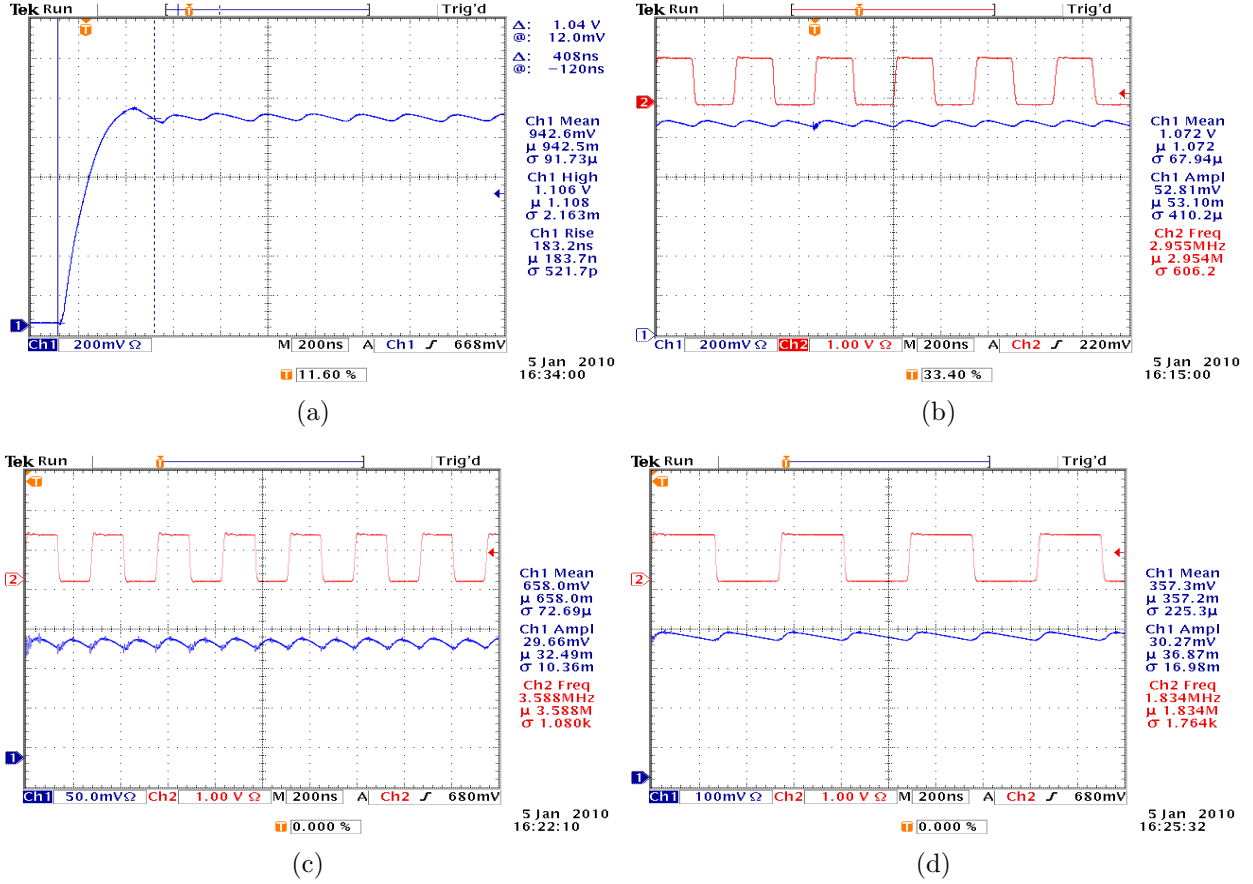 Tek Run Trig'd
T
T
Δ: 1.04 V
@: 12.0mV
Δ: 408ns
@: −120ns
Ch1 Mean
942.6mV
μ 942.5m
σ 91.73μ
Ch1 High
1.106 V
μ 1.108
σ 2.163m
Ch1 Rise
183.2ns
μ 183.7n
σ 521.7p
1
Ch1 200mV Ω M 200ns A Ch1 ƒ 668mV
5 Jan 2010
T 11.60 % 16:34:00
(a)
Tek Run Trig'd
T
T
2
Ch1 Mean
1.072 V
μ 1.072
σ 67.94μ
Ch1 Ampl
52.81mV
μ 53.10m
σ 410.2μ
Ch2 Freq
2.955MHz
μ 2.954M
σ 606.2
1
Ch1 200mV Ω Ch2 1.00 V Ω M 200ns A Ch2 ƒ 220mV
5 Jan 2010
T 33.40 % 16:15:00
(b)
Tek Run Trig'd
T
T
2
Ch1 Mean
658.0mV
μ 658.0m
σ 72.69μ
Ch1 Ampl
29.66mV
μ 32.49m
σ 10.36m
Ch2 Freq
3.588MHz
μ 3.588M
σ 1.080k
1
Ch1 50.0mVΩ Ch2 1.00 V Ω M 200ns A Ch2 ƒ 680mV
5 Jan 2010
T 0.000 % 16:22:10
(c)
Tek Run Trig'd
T
T
2
Ch1 Mean
357.3mV
μ 357.2m
σ 225.3μ
Ch1 Ampl
30.27mV
μ 36.87m
σ 16.98m
Ch2 Freq
1.834MHz
μ 1.834M
σ 1.764k
1
Ch1 100mV Ω Ch2 1.00 V Ω M 200ns A Ch2 ƒ 680mV
5 Jan 2010
T 0.000 % 16:25:32
(d)